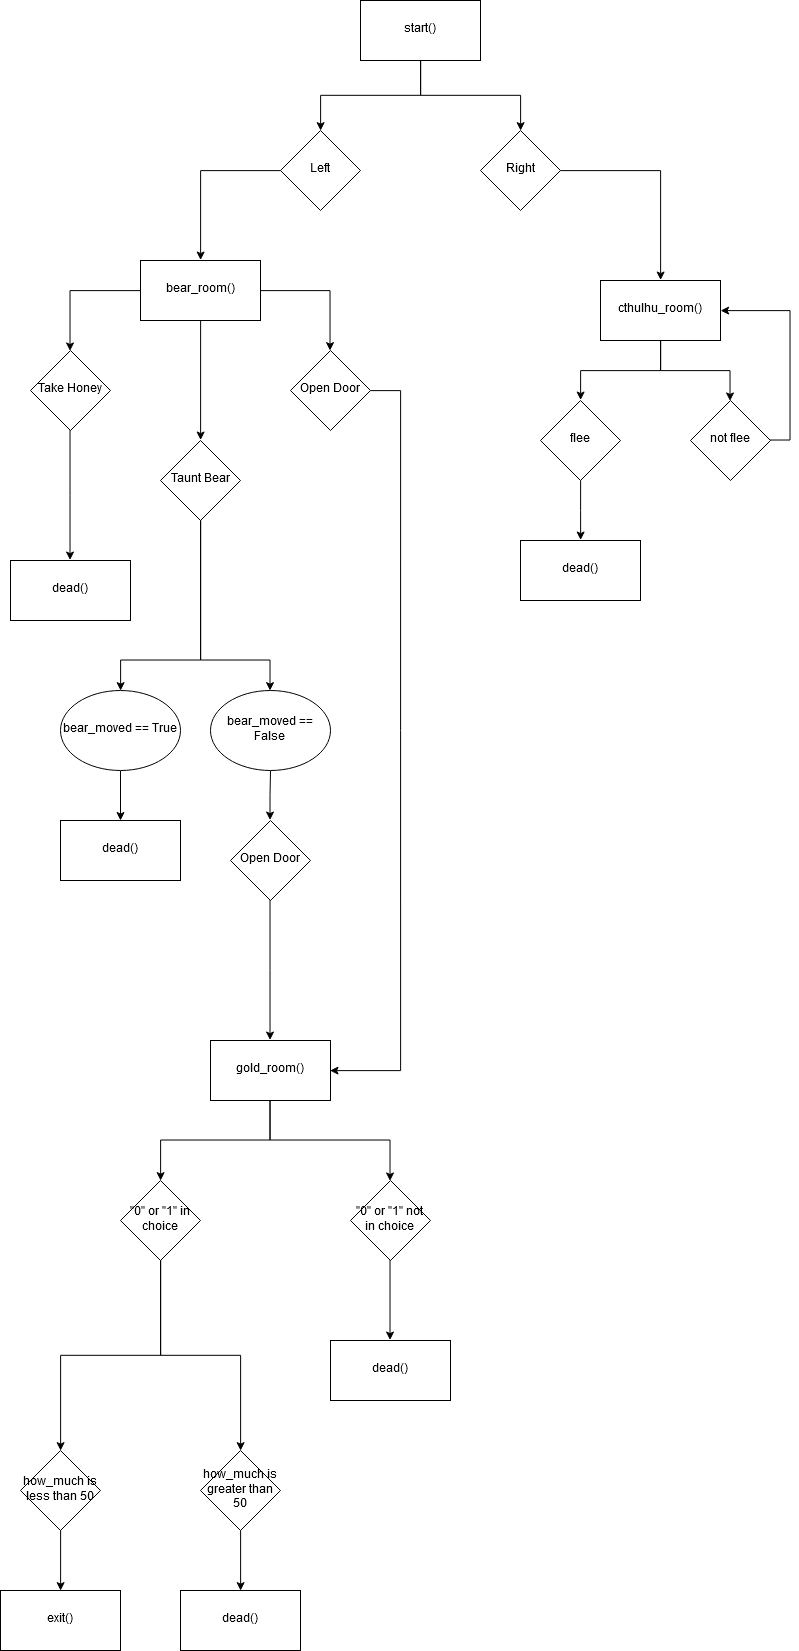 start()
Left
Right
bear_room()
cthulhu_room()
Take Honey
Open Door
flee
not flee
Taunt Bear
dead()
dead()
bear_moved == True
bear_moved ==
False
dead()
Open Door
gold_room()
"0" or "1" in
choice
"0" or "1" not
in choice
dead()
how_much is
less than 50
how_much is
greater than
50
exit()
dead()